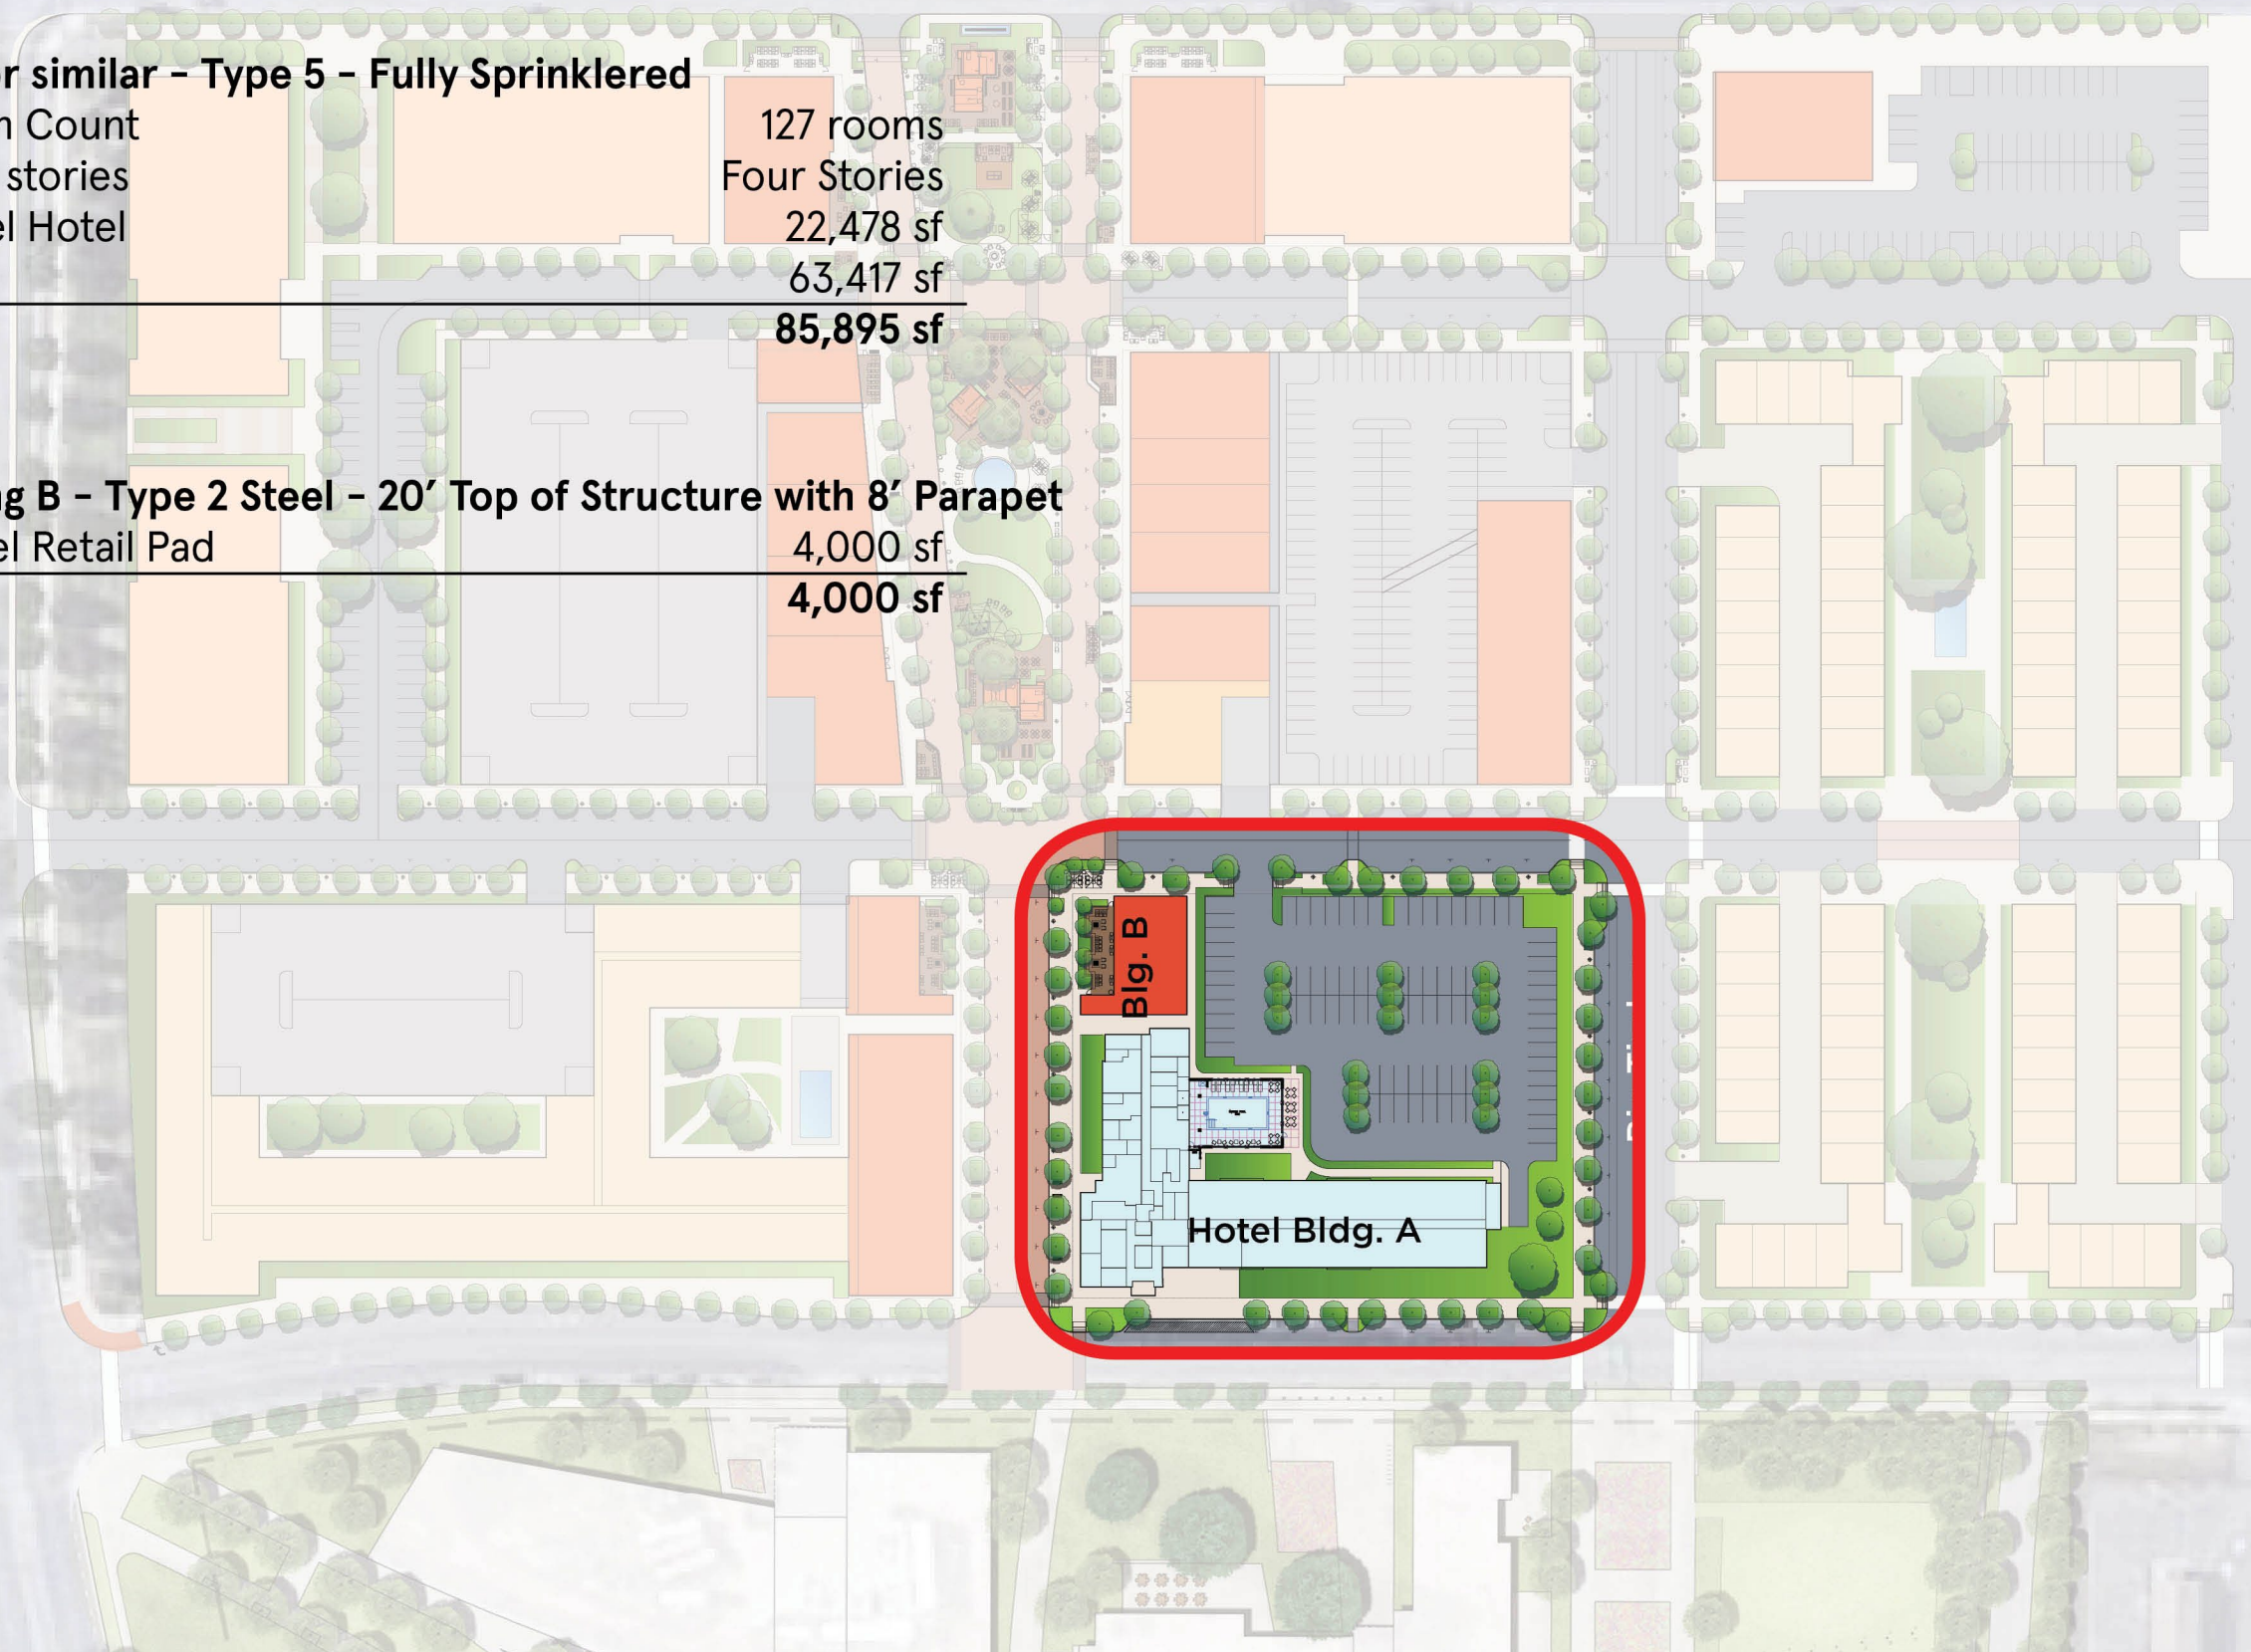 or similar – Type 5 – Fully Sprinklered
Count 127 rooms
stories Four Stories
Hotel 22,478 sf
63,417 sf
85,895 sf
B – Type 2 Steel – 20' Top of Structure with 8' Parapet
Retail Pad 4,000 sf
4,000 sf
Blg. B
Hotel Bldg. A